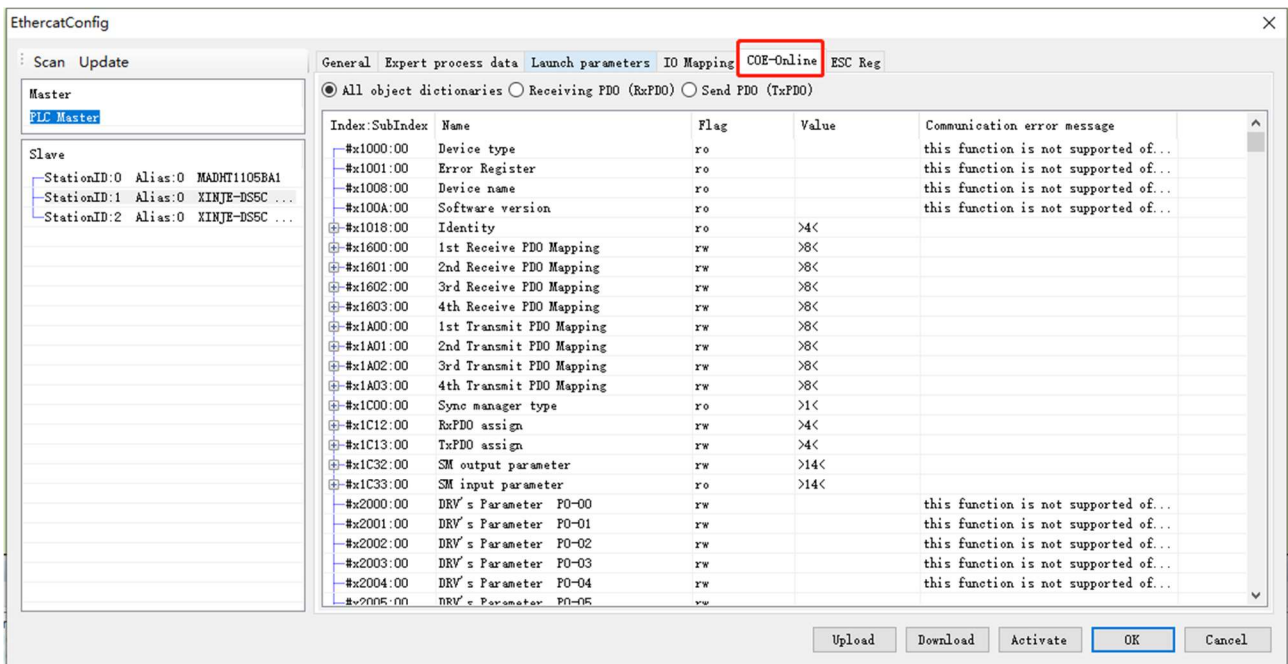 EthercatConfig
Scan Update
Master
PLC Master
Slave
StationID:0 Alias:0 MADHT1105BA1
StationID:1 Alias:0 XINJE-DS5C ...
StationID:2 Alias:0 XINJE-DS5C ...
General Expert process data Launch parameters IO Mapping COE-Online ESC Reg
All object dictionaries Receiving PDO (RxPDO) Send PDO (TxPDO)
Index:SubIndex Name Flag Value Communication error message
#x1000:00 Device type ro this function is not supported of...
#x1001:00 Error Register ro this function is not supported of...
#x1008:00 Device name ro this function is not supported of...
#x100A:00 Software version ro this function is not supported of...
#x1018:00 Identity ro >4<
#x1600:00 1st Receive PDO Mapping rw >8<
#x1601:00 2nd Receive PDO Mapping rw >8<
#x1602:00 3rd Receive PDO Mapping rw >8<
#x1603:00 4th Receive PDO Mapping rw >8<
#x1A00:00 1st Transmit PDO Mapping rw >8<
#x1A01:00 2nd Transmit PDO Mapping rw >8<
#x1A02:00 3rd Transmit PDO Mapping rw >8<
#x1A03:00 4th Transmit PDO Mapping rw >8<
#x1C00:00 Sync manager type ro >1<
#x1C12:00 RxPDO assign rw >4<
#x1C13:00 TxPDO assign rw >4<
#x1C32:00 SM output parameter rw >14<
#x1C33:00 SM input parameter ro >14<
#x2000:00 DRV's Parameter P0-00 rw this function is not supported of...
#x2001:00 DRV's Parameter P0-01 rw this function is not supported of...
#x2002:00 DRV's Parameter P0-02 rw this function is not supported of...
#x2003:00 DRV's Parameter P0-03 rw this function is not supported of...
#x2004:00 DRV's Parameter P0-04 rw this function is not supported of...
#x2005:00 DRV's Parameter P0-05 rw
Upload Download Activate OK Cancel